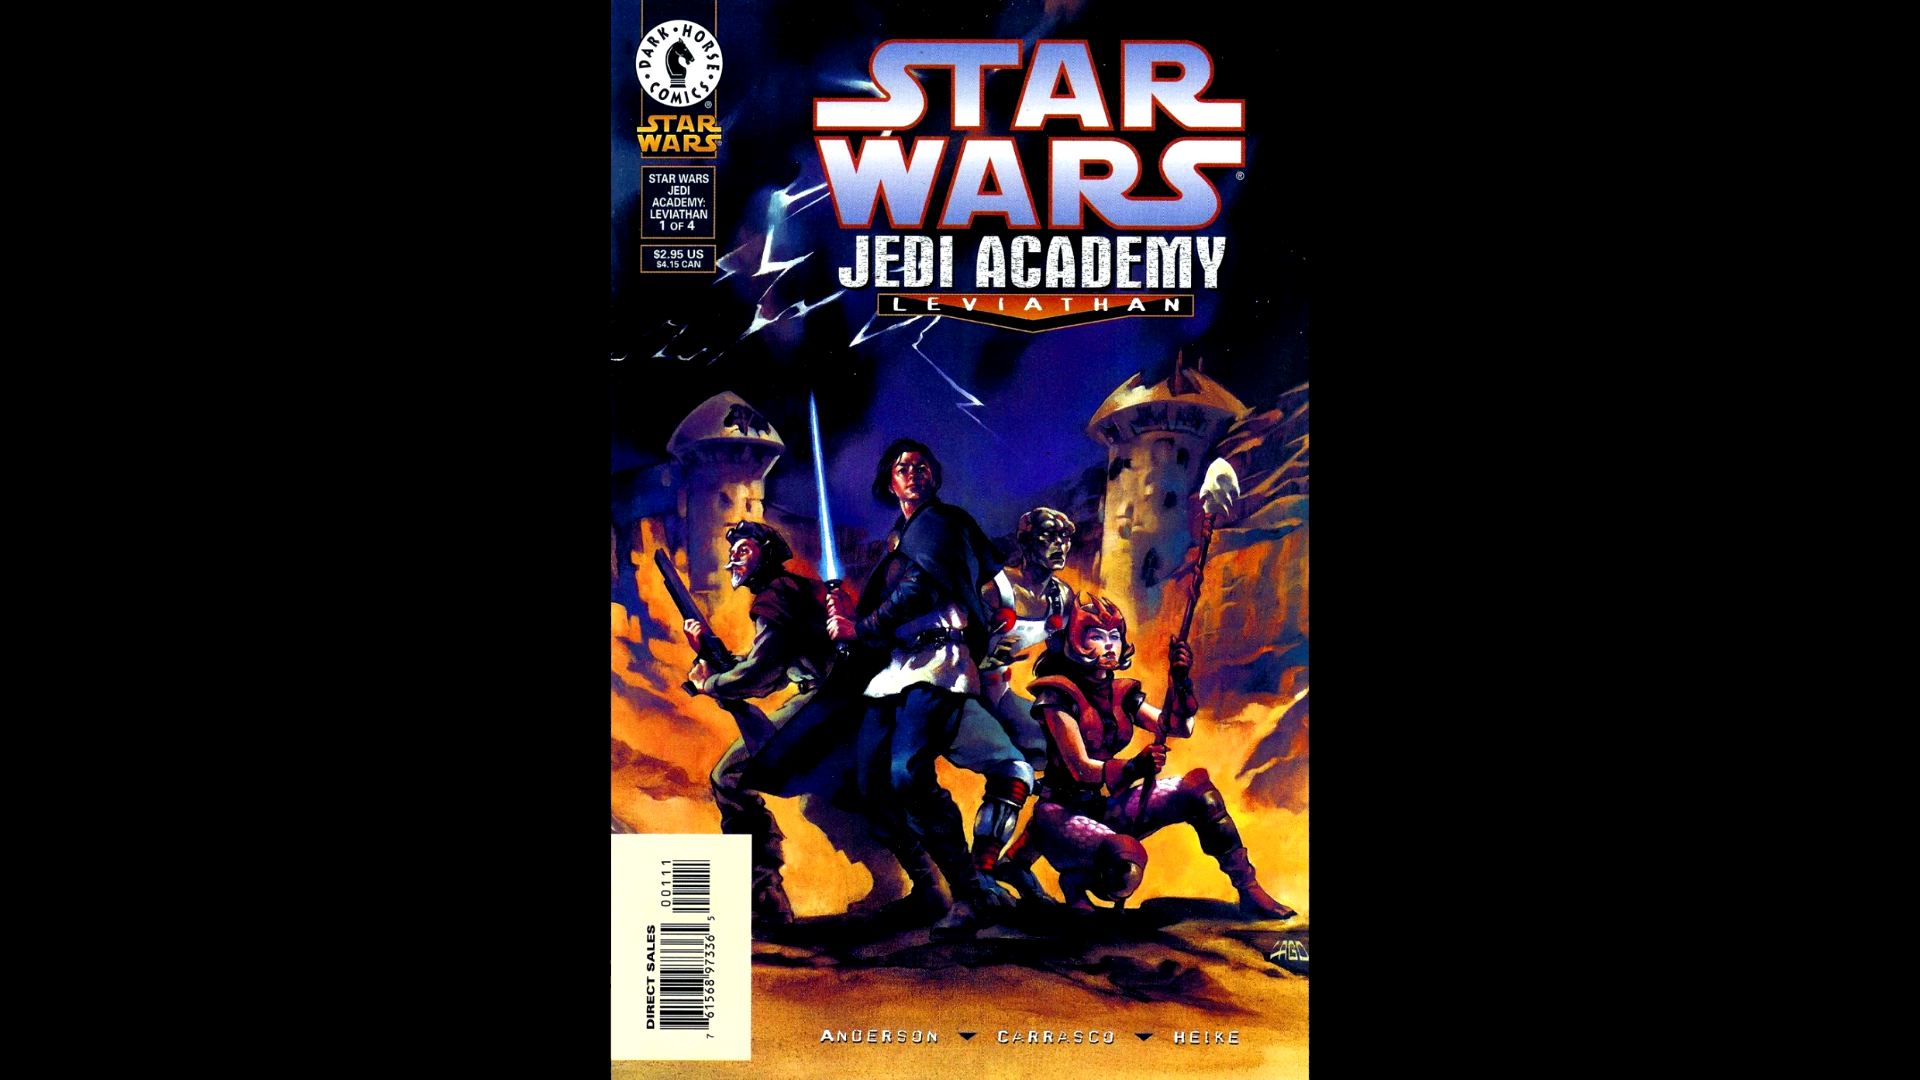 DARK · HORSE
COMICS
®
STAR
WARS
®
STAR WARS
JEDI
ACADEMY:
LEVIATHAN
1 OF 4
$2.95 US
$4.15 CAN
STAR
WARS
®
JEDI ACADEMY
LEVIATHAN
LAGO
00111
DIRECT SALES
7 61568 97336 5
ANDERSON CARRASCO HEIKE